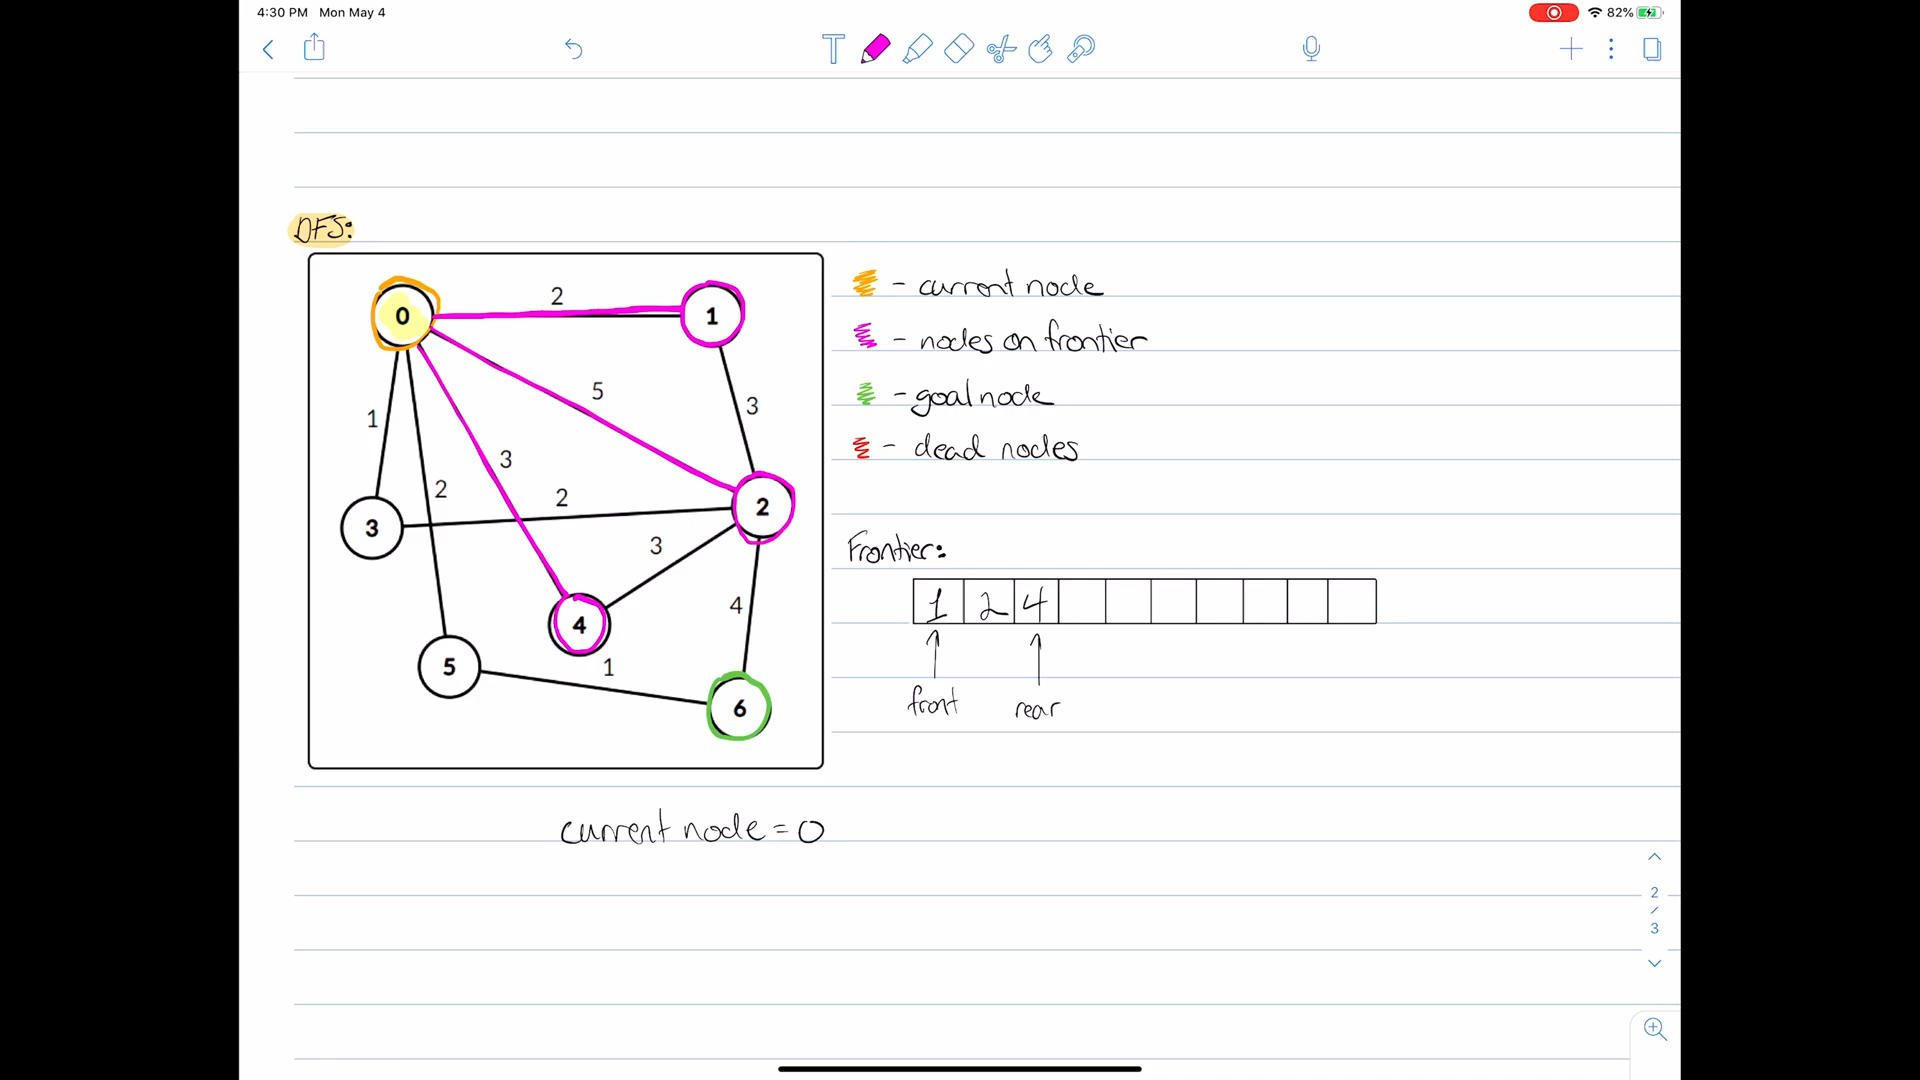 4:30 PM Mon May 4
82%
DFS:
0
2
1
5
3
1
3
2
2
3
2
3
4
4
5
1
6
- current node
- nodes on frontier
- goal node
- dead nodes
Frontier:
1 2 4
front rear
current node = 0
2
/
3